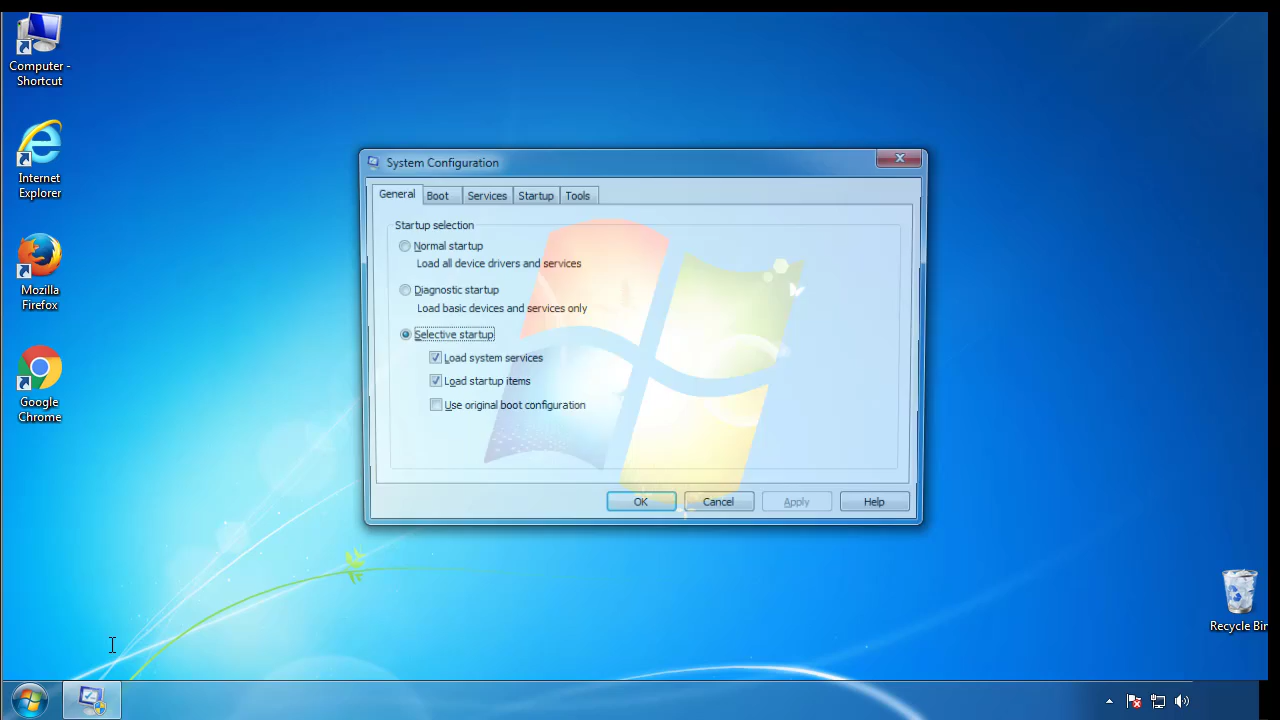 Computer -
Shortcut
Internet
Explorer
Mozilla
Firefox
Google
Chrome
System Configuration
General
Boot
Services
Startup
Tools
Startup selection
Normal startup
Load all device drivers and services
Diagnostic startup
Load basic devices and services only
Selective startup
Load system services
Load startup items
Use original boot configuration
OK
Cancel
Apply
Help
Recycle Bin